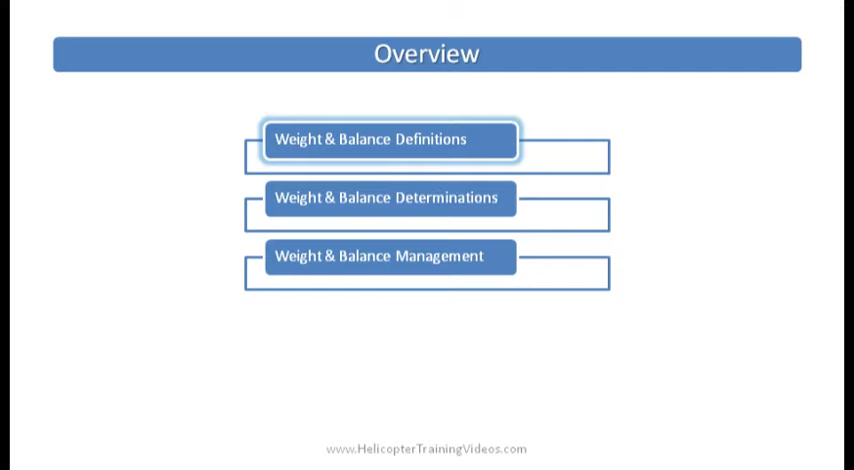 Overview
Weight & Balance Definitions
Weight & Balance Determinations
Weight & Balance Management
www.HelicopterTrainingVideos.com